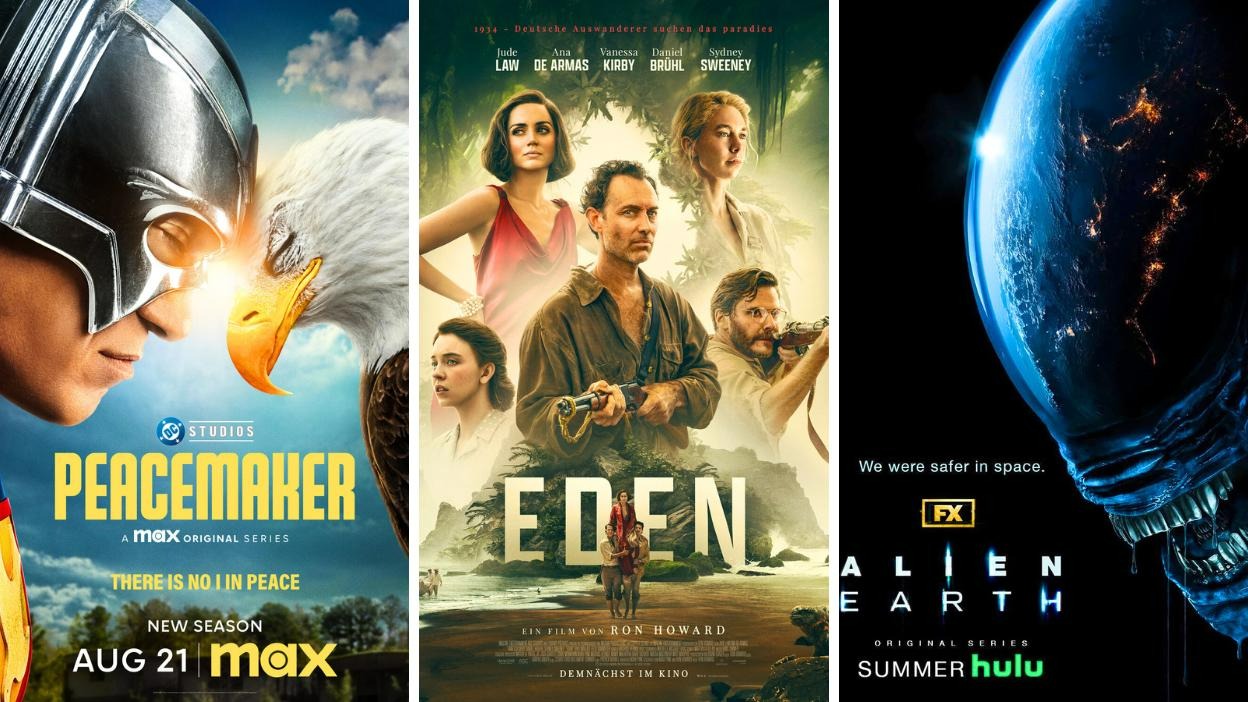 DC STUDIOS
PEACEMAKER
A max ORIGINAL SERIES
THERE IS NO I IN PEACE
NEW SEASON
AUG 21 | max
1934 - Deutsche Auswanderer suchen das paradies
Jude LAW
Ana DE ARMAS
Vanessa KIRBY
Daniel BRÜHL
Sydney SWEENEY
EDEN
EIN FILM VON RON HOWARD
DEMNÄCHST IM KINO
We were safer in space.
FX
ALIEN
EARTH
ORIGINAL SERIES
SUMMER hulu